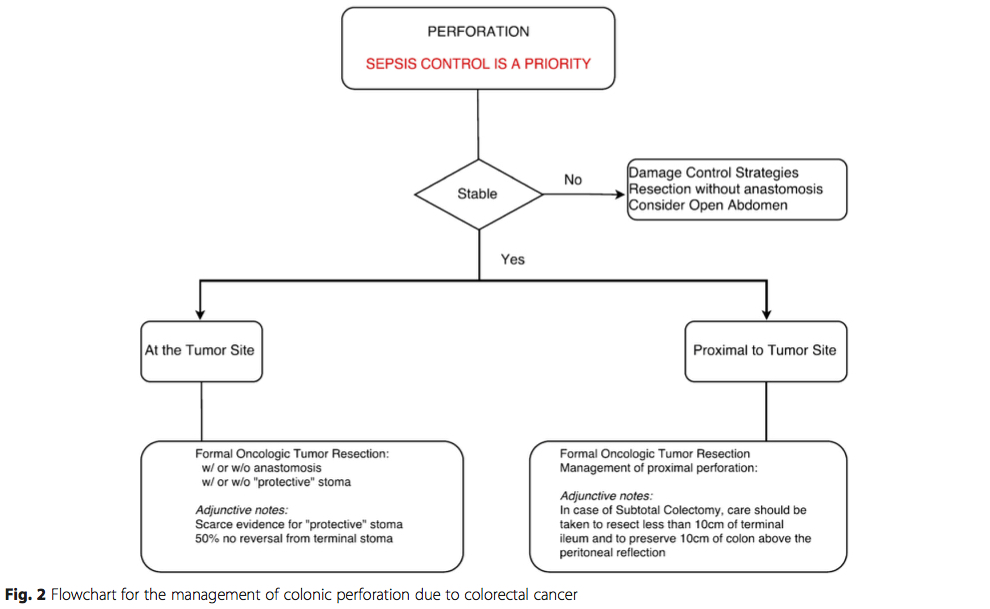 PERFORATION
SEPSIS CONTROL IS A PRIORITY
Stable
No
Damage Control Strategies
Resection without anastomosis
Consider Open Abdomen
Yes
At the Tumor Site
Proximal to Tumor Site
Formal Oncologic Tumor Resection:
w/ or w/o anastomosis
w/ or w/o "protective" stoma
Adjunctive notes:
Scarce evidence for "protective" stoma
50% no reversal from terminal stoma
Formal Oncologic Tumor Resection
Management of proximal perforation:
Adjunctive notes:
In case of Subtotal Colectomy, care should be
taken to resect less than 10cm of terminal
ileum and to preserve 10cm of colon above the
peritoneal reflection
Fig. 2 Flowchart for the management of colonic perforation due to colorectal cancer